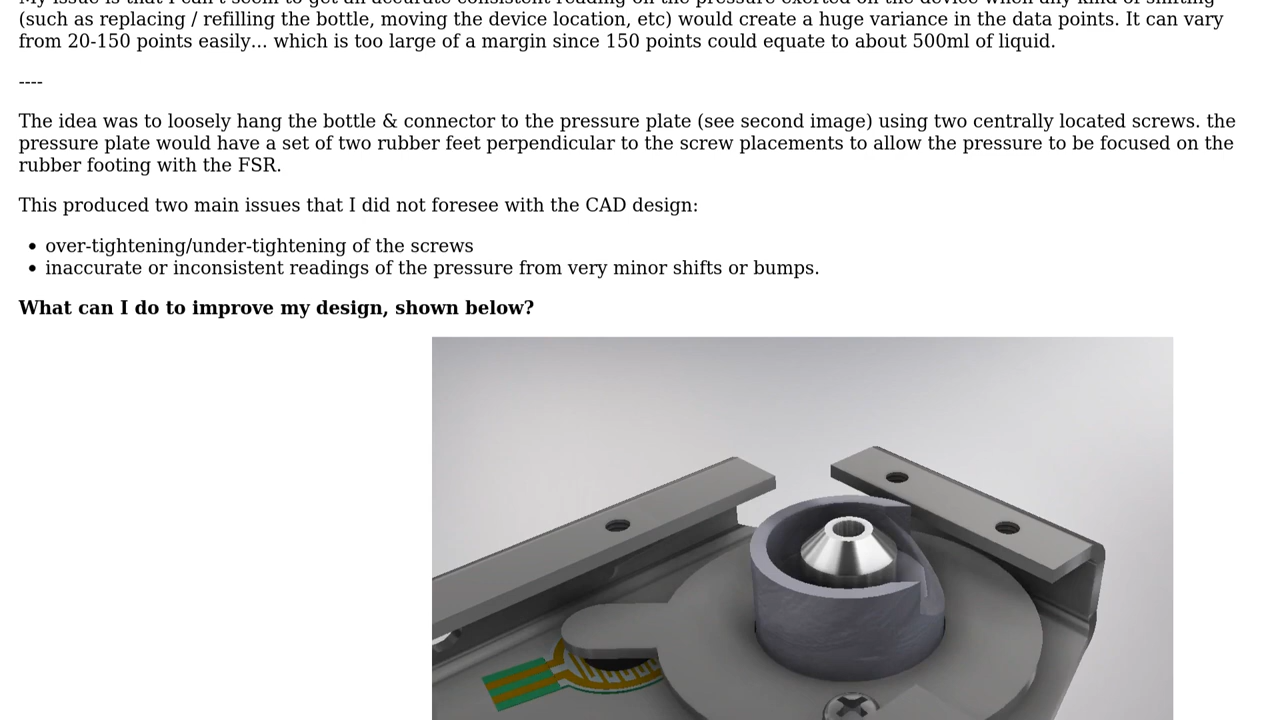 (such as replacing / refilling the bottle, moving the device location, etc) would create a huge variance in the data points. It can vary
from 20-150 points easily... which is too large of a margin since 150 points could equate to about 500ml of liquid.
----
The idea was to loosely hang the bottle & connector to the pressure plate (see second image) using two centrally located screws. the
pressure plate would have a set of two rubber feet perpendicular to the screw placements to allow the pressure to be focused on the
rubber footing with the FSR.
This produced two main issues that I did not foresee with the CAD design:
• over-tightening/under-tightening of the screws
• inaccurate or inconsistent readings of the pressure from very minor shifts or bumps.
What can I do to improve my design, shown below?